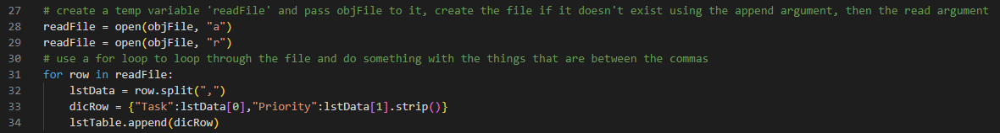 27 # create a temp variable 'readFile' and pass objFile to it, create the file if it doesn't exist using the append argument, then the read argument
28 readFile = open(objFile, "a")
29 readFile = open(objFile, "r")
30 # use a for loop to loop through the file and do something with the things that are between the commas
31 for row in readFile:
32     lstData = row.split(",")
33     dicRow = {"Task":lstData[0],"Priority":lstData[1].strip()}
34     lstTable.append(dicRow)